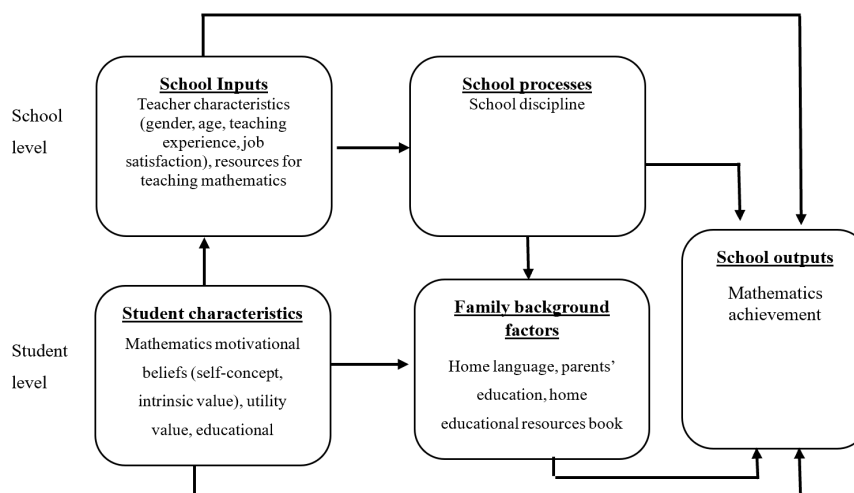 School
level
School Inputs
Teacher characteristics
(gender, age, teaching
experience, job
satisfaction), resources for
teaching mathematics
School processes
School discipline
School outputs
Mathematics
achievement
Student
level
Student characteristics
Mathematics motivational
beliefs (self-concept,
intrinsic value), utility
value, educational
Family background
factors
Home language, parents’
education, home
educational resources book